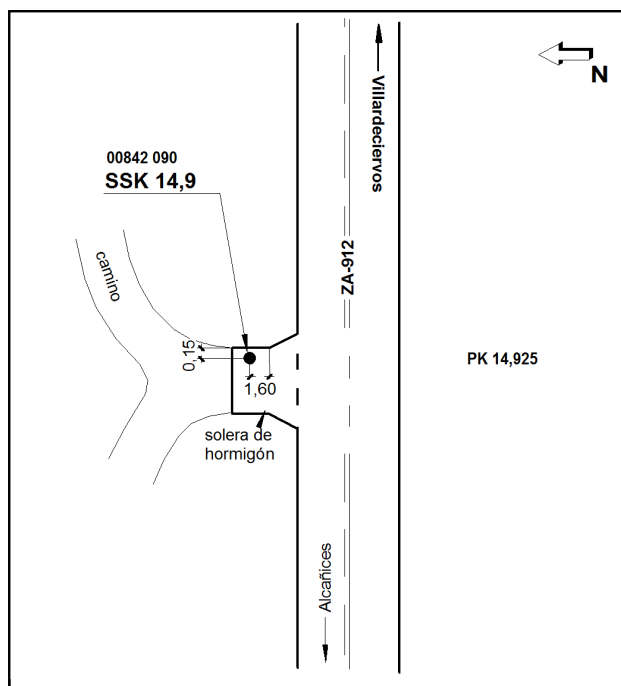 N
Villardeciervos
00842 090
SSK 14,9
ZA-912
camino
0,15
1,60
PK 14,925
solera de
hormigón
Alcañices